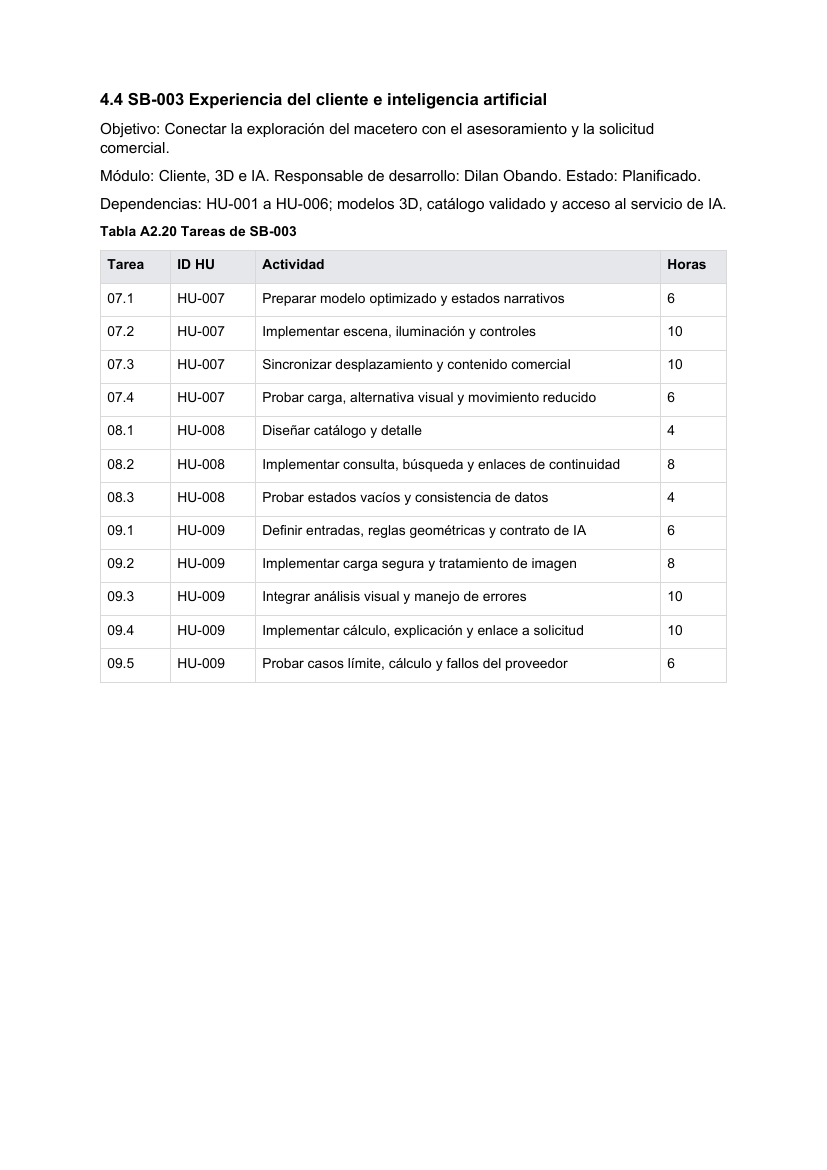 4.4 SB-003 Experiencia del cliente e inteligencia artificial
Objetivo: Conectar la exploración del macetero con el asesoramiento y la solicitud
comercial.
Módulo: Cliente, 3D e IA. Responsable de desarrollo: Dilan Obando. Estado: Planificado.
Dependencias: HU-001 a HU-006; modelos 3D, catálogo validado y acceso al servicio de IA.
Tabla A2.20 Tareas de SB-003
Tarea ID HU Actividad Horas
07.1 HU-007 Preparar modelo optimizado y estados narrativos 6
07.2 HU-007 Implementar escena, iluminación y controles 10
07.3 HU-007 Sincronizar desplazamiento y contenido comercial 10
07.4 HU-007 Probar carga, alternativa visual y movimiento reducido 6
08.1 HU-008 Diseñar catálogo y detalle 4
08.2 HU-008 Implementar consulta, búsqueda y enlaces de continuidad 8
08.3 HU-008 Probar estados vacíos y consistencia de datos 4
09.1 HU-009 Definir entradas, reglas geométricas y contrato de IA 6
09.2 HU-009 Implementar carga segura y tratamiento de imagen 8
09.3 HU-009 Integrar análisis visual y manejo de errores 10
09.4 HU-009 Implementar cálculo, explicación y enlace a solicitud 10
09.5 HU-009 Probar casos límite, cálculo y fallos del proveedor 6